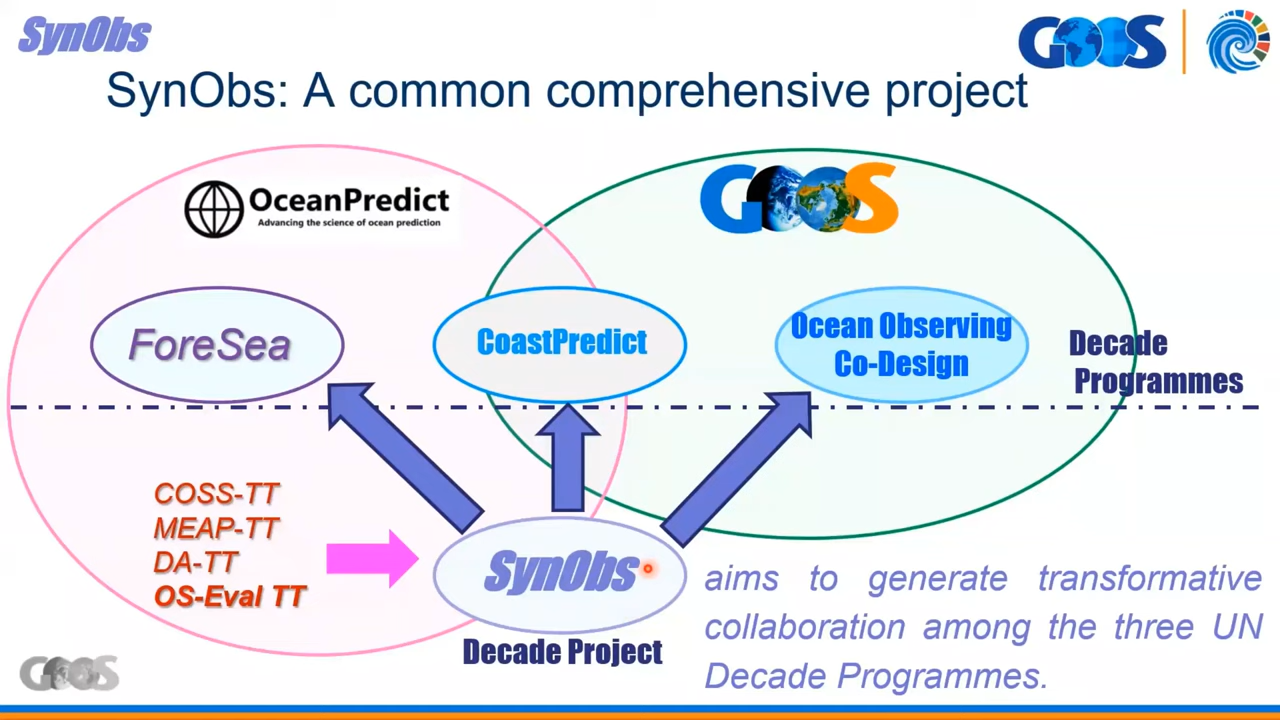 SynObs
GOOS
SynObs: A common comprehensive project
OceanPredict
Advancing the science of ocean prediction
GOOS
ForeSea
CoastPredict
Ocean Observing
Co-Design
Decade
Programmes
COSS-TT
MEAP-TT
DA-TT
OS-Eval TT
SynObs
Decade Project
aims to generate transformative
collaboration among the three UN
Decade Programmes.
GOOS